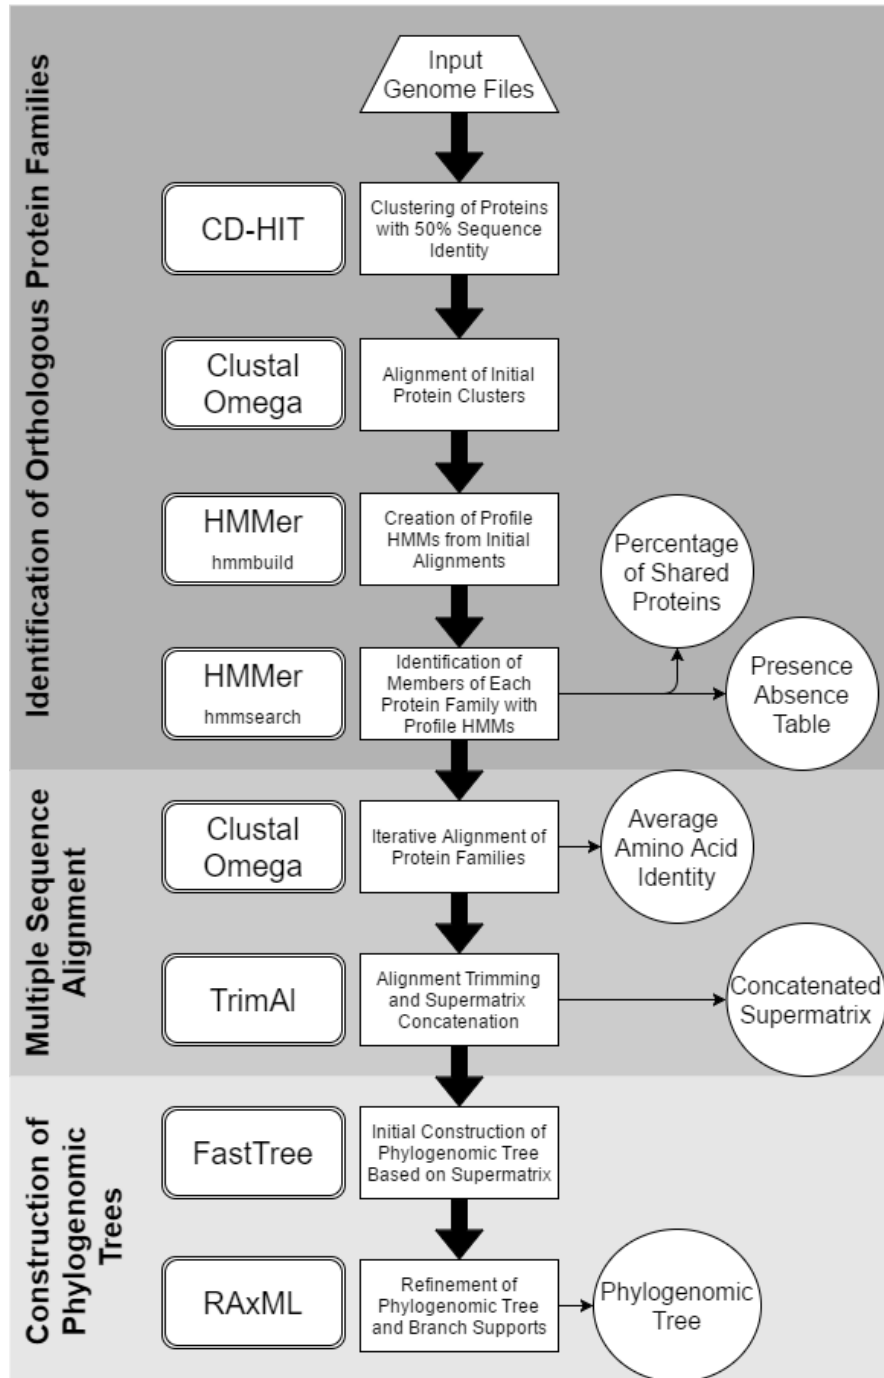 Identification of Orthologous Protein Families
Input
Genome Files
CD-HIT
Clustering of Proteins
with 50% Sequence
Identity
Clustal
Omega
Alignment of Initial
Protein Clusters
HMMer
hmmbuild
Creation of Profile
HMMs from Initial
Alignments
Percentage
of Shared
Proteins
HMMer
hmmsearch
Identification of
Members of Each
Protein Family with
Profile HMMs
Presence
Absence
Table
Multiple Sequence
Alignment
Clustal
Omega
Iterative Alignment of
Protein Families
Average
Amino Acid
Identity
TrimAl
Alignment Trimming
and Supermatrix
Concatenation
Concatenated
Supermatrix
Construction of
Phylogenomic
Trees
FastTree
Initial Construction of
Phylogenomic Tree
Based on Supermatrix
RAxML
Refinement of
Phylogenomic Tree
and Branch Supports
Phylogenomic
Tree